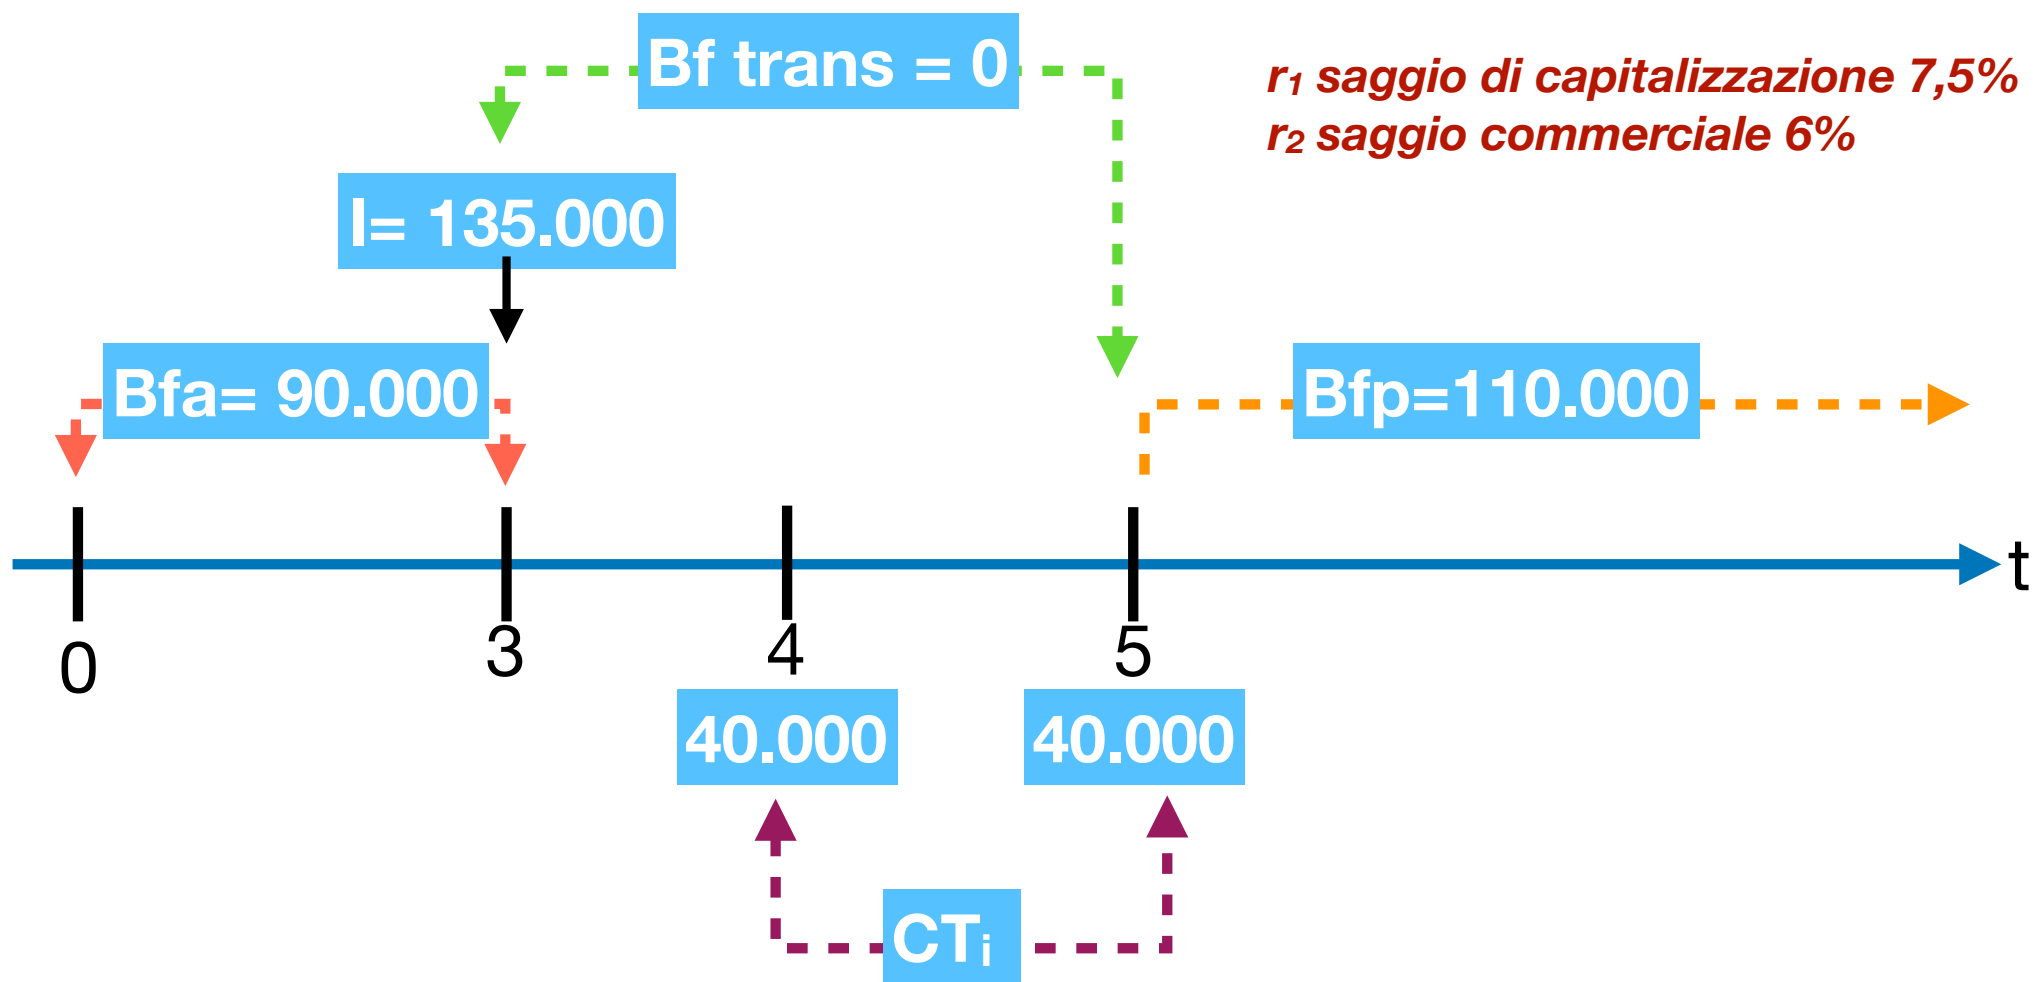 Bf trans = 0
r₁ saggio di capitalizzazione 7,5%
r₂ saggio commerciale 6%
I= 135.000
Bfa= 90.000
Bfp=110.000
t
0
3
4
5
40.000
40.000
CTᵢ